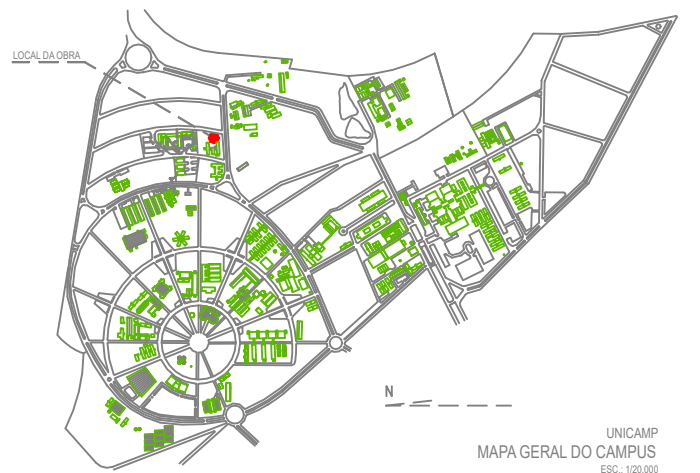 LOCAL DA OBRA
N
UNICAMP
MAPA GERAL DO CAMPUS
ESC.: 1/20.000